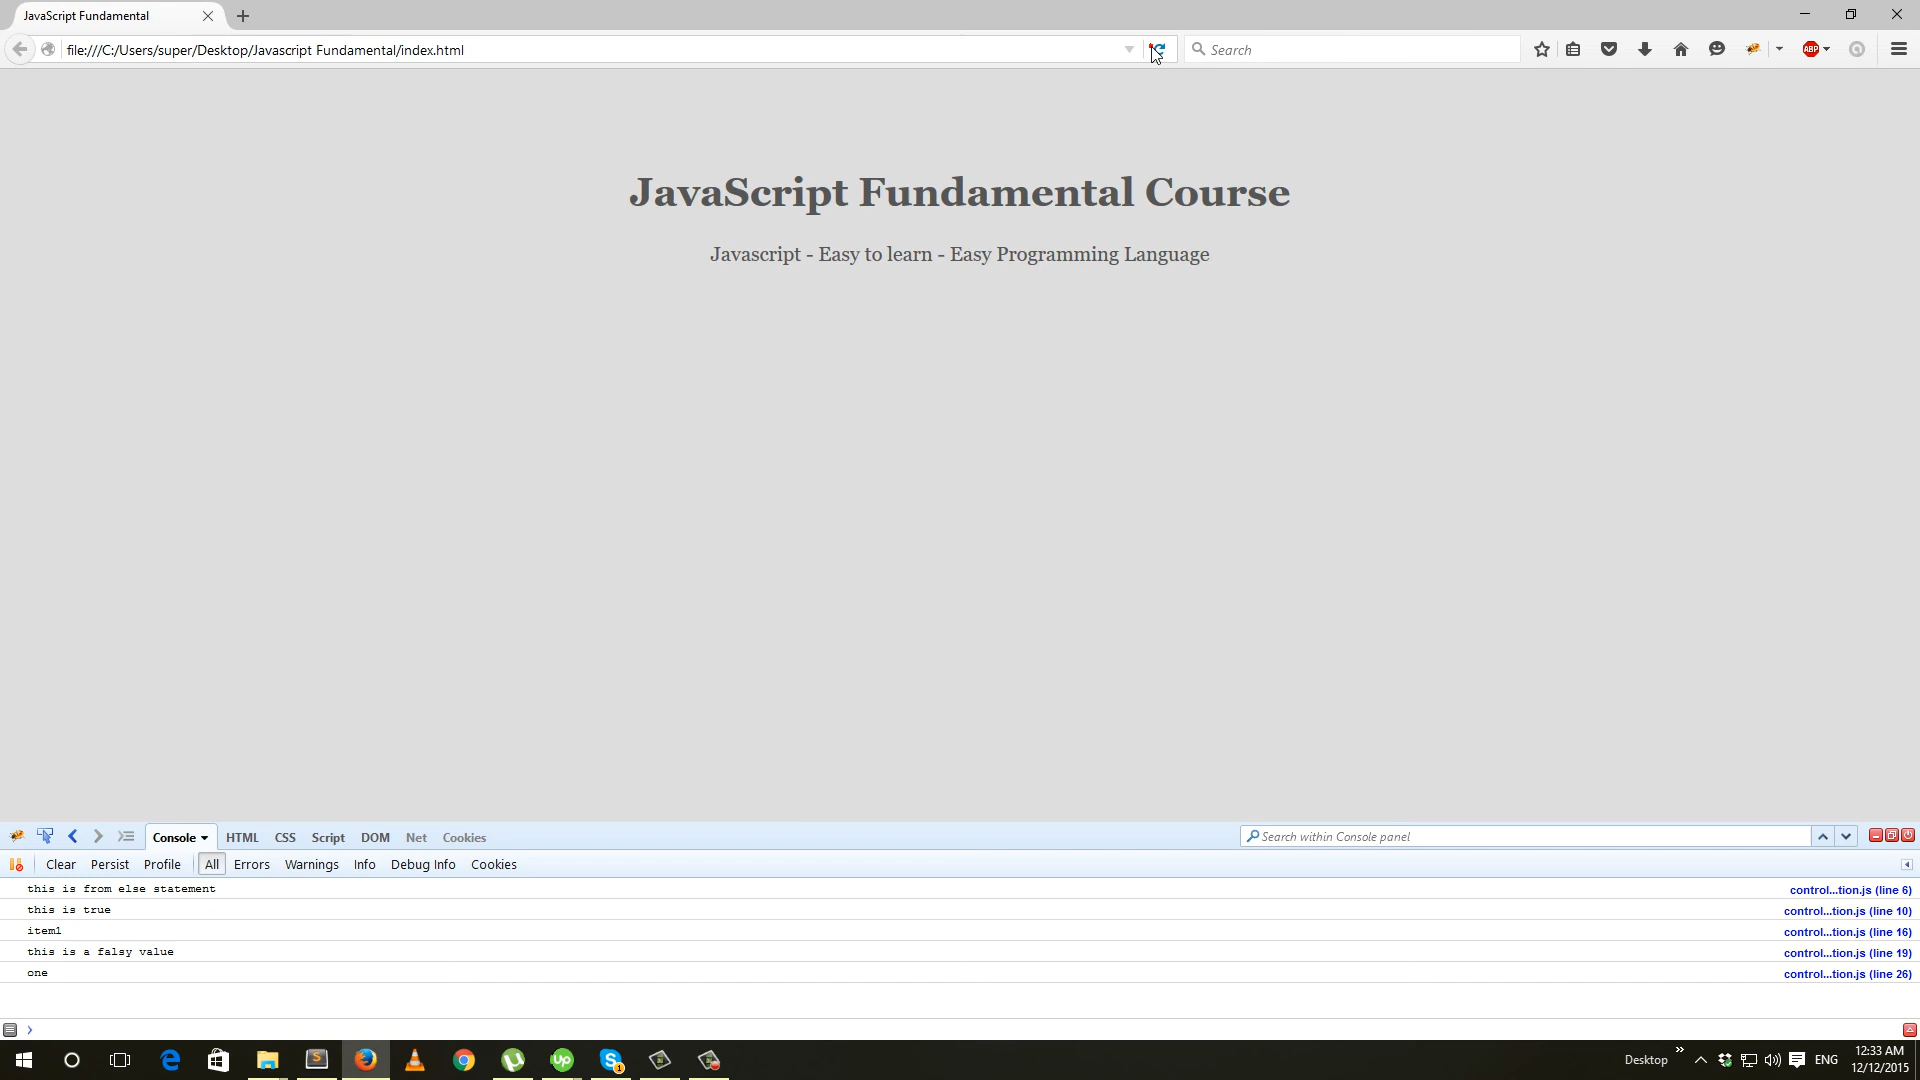 JavaScript Fundamental
file:///C:/Users/super/Desktop/Javascript Fundamental/index.html
Search
ABP
JavaScript Fundamental Course
Javascript - Easy to learn - Easy Programming Language
Console HTML CSS Script DOM Net Cookies
Search within Console panel
Clear Persist Profile All Errors Warnings Info Debug Info Cookies
this is from else statement control...tion.js (line 6)
this is true control...tion.js (line 10)
item1 control...tion.js (line 16)
this is a falsy value control...tion.js (line 19)
one control...tion.js (line 26)
Desktop ENG 12:33 AM
12/12/2015